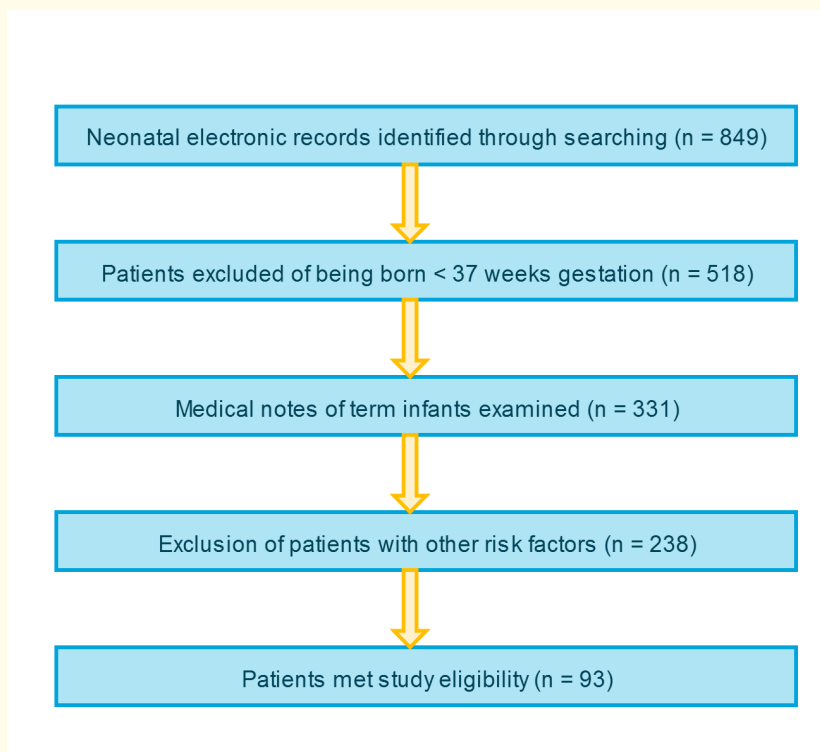 Neonatal electronic records identified through searching (n = 849)
Patients excluded of being born < 37 weeks gestation (n = 518)
Medical notes of term infants examined (n = 331)
Exclusion of patients with other risk factors (n = 238)
Patients met study eligibility (n = 93)